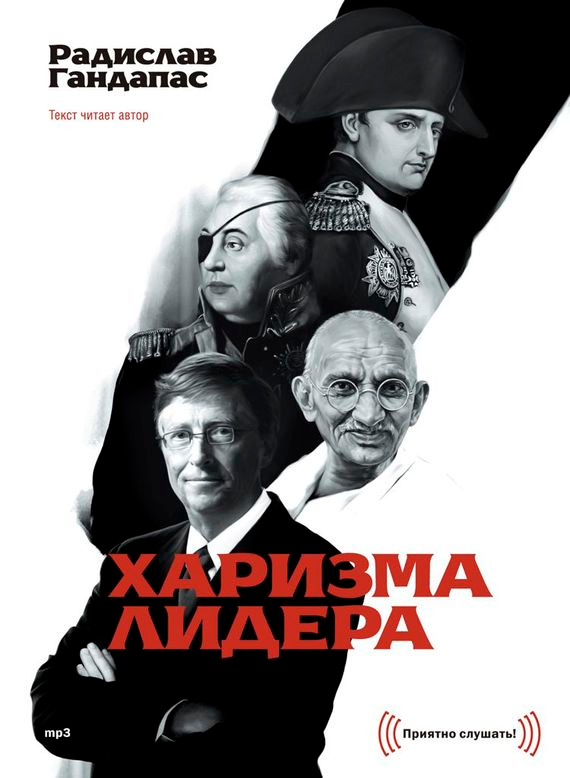 Радислав
Гандапас
Текст читает автор
ХАРИЗМА
ЛИДЕРА
mp3
Приятно слушать!